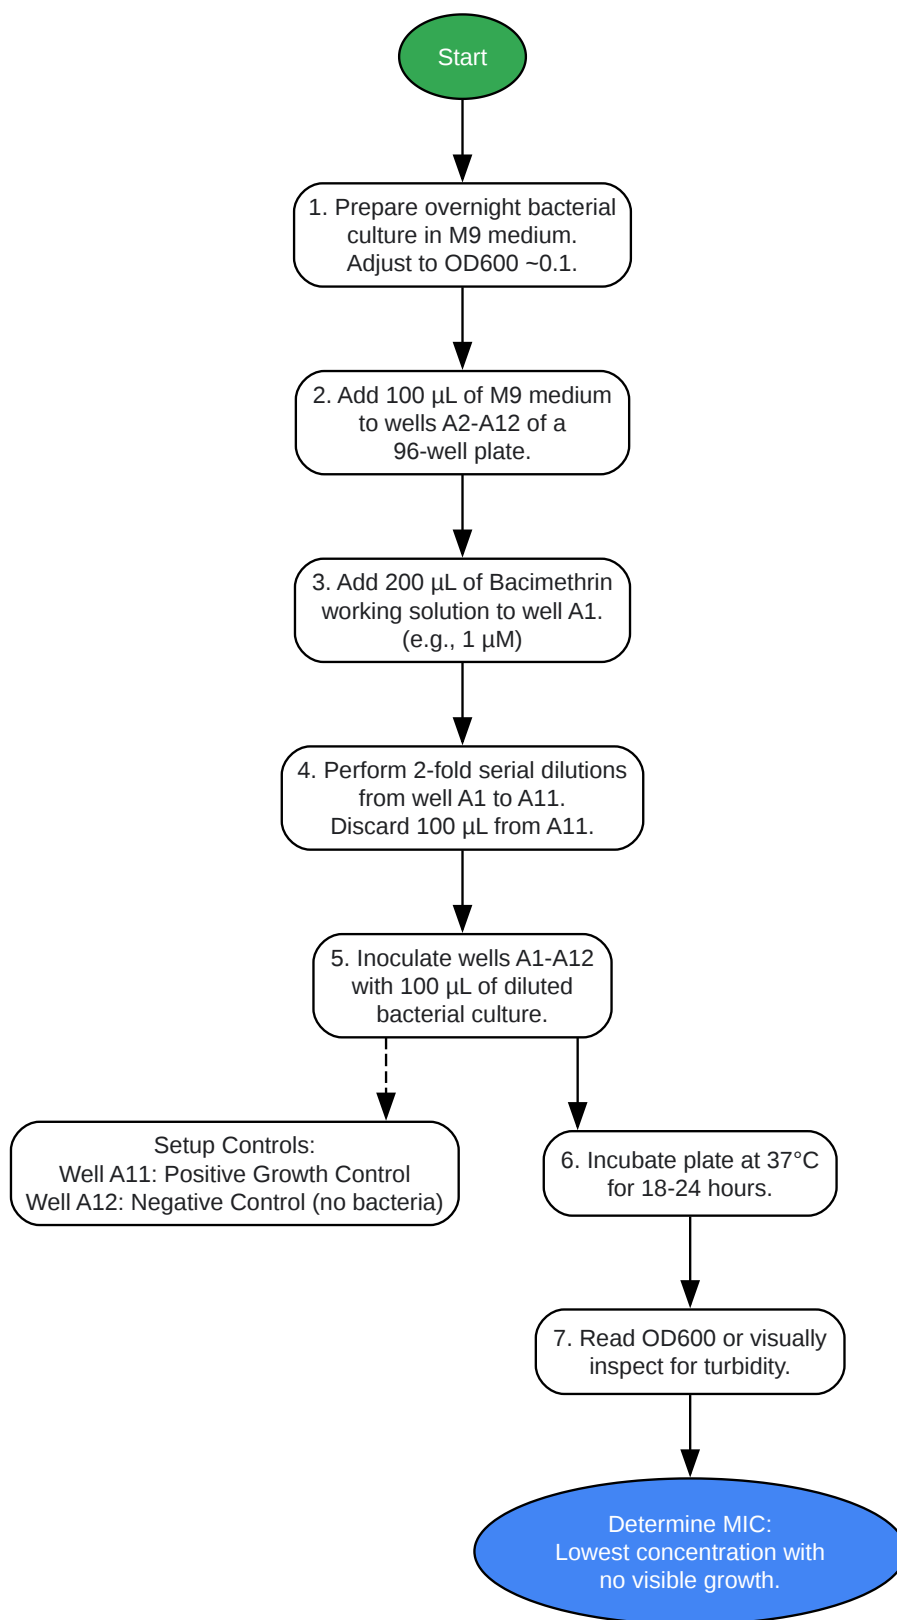 Start
1. Prepare overnight bacterial
culture in M9 medium.
Adjust to OD600 ~0.1.
2. Add 100 µL of M9 medium
to wells A2-A12 of a
96-well plate.
3. Add 200 µL of Bacimethrin
working solution to well A1.
(e.g., 1 µM)
4. Perform 2-fold serial dilutions
from well A1 to A11.
Discard 100 µL from A11.
5. Inoculate wells A1-A12
with 100 µL of diluted
bacterial culture.
Setup Controls:
Well A11: Positive Growth Control
Well A12: Negative Control (no bacteria)
6. Incubate plate at 37°C
for 18-24 hours.
7. Read OD600 or visually
inspect for turbidity.
Determine MIC:
Lowest concentration with
no visible growth.